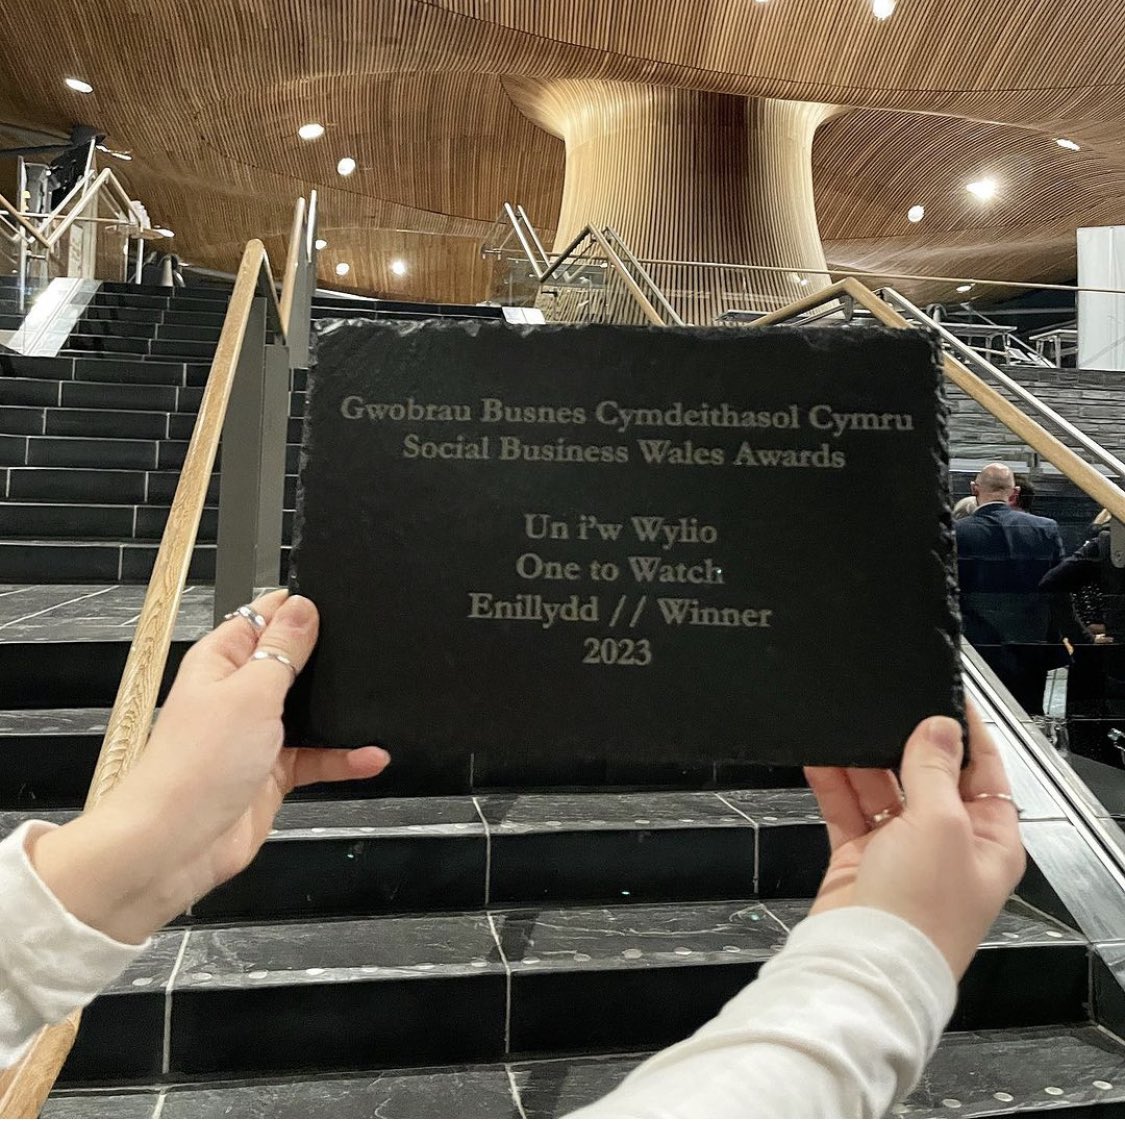 Gwobrau Busnes Cymdeithasol Cymru
Social Business Wales Awards
Un i'w Wylio
One to Watch
Enillydd // Winner
2023